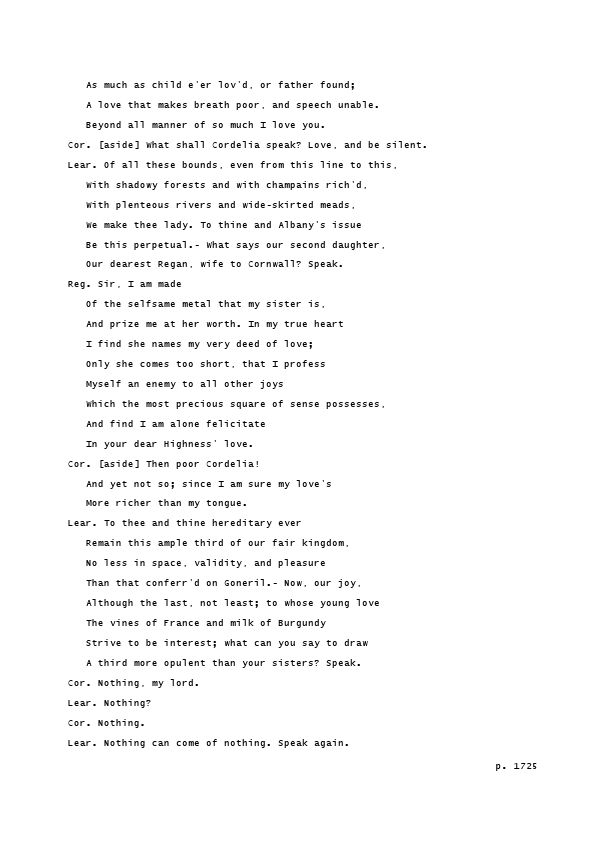 As much as child e'er lov'd, or father found;
A love that makes breath poor, and speech unable.
Beyond all manner of so much I love you.
Cor. [aside] What shall Cordelia speak? Love, and be silent.
Lear. Of all these bounds, even from this line to this,
With shadowy forests and with champains rich'd,
With plenteous rivers and wide-skirted meads,
We make thee lady. To thine and Albany's issue
Be this perpetual.- What says our second daughter,
Our dearest Regan, wife to Cornwall? Speak.
Reg. Sir, I am made
Of the selfsame metal that my sister is,
And prize me at her worth. In my true heart
I find she names my very deed of love;
Only she comes too short, that I profess
Myself an enemy to all other joys
Which the most precious square of sense possesses,
And find I am alone felicitate
In your dear Highness' love.
Cor. [aside] Then poor Cordelia!
And yet not so; since I am sure my love's
More richer than my tongue.
Lear. To thee and thine hereditary ever
Remain this ample third of our fair kingdom,
No less in space, validity, and pleasure
Than that conferr'd on Goneril.- Now, our joy,
Although the last, not least; to whose young love
The vines of France and milk of Burgundy
Strive to be interest; what can you say to draw
A third more opulent than your sisters? Speak.
Cor. Nothing, my lord.
Lear. Nothing?
Cor. Nothing.
Lear. Nothing can come of nothing. Speak again.
p. 1725